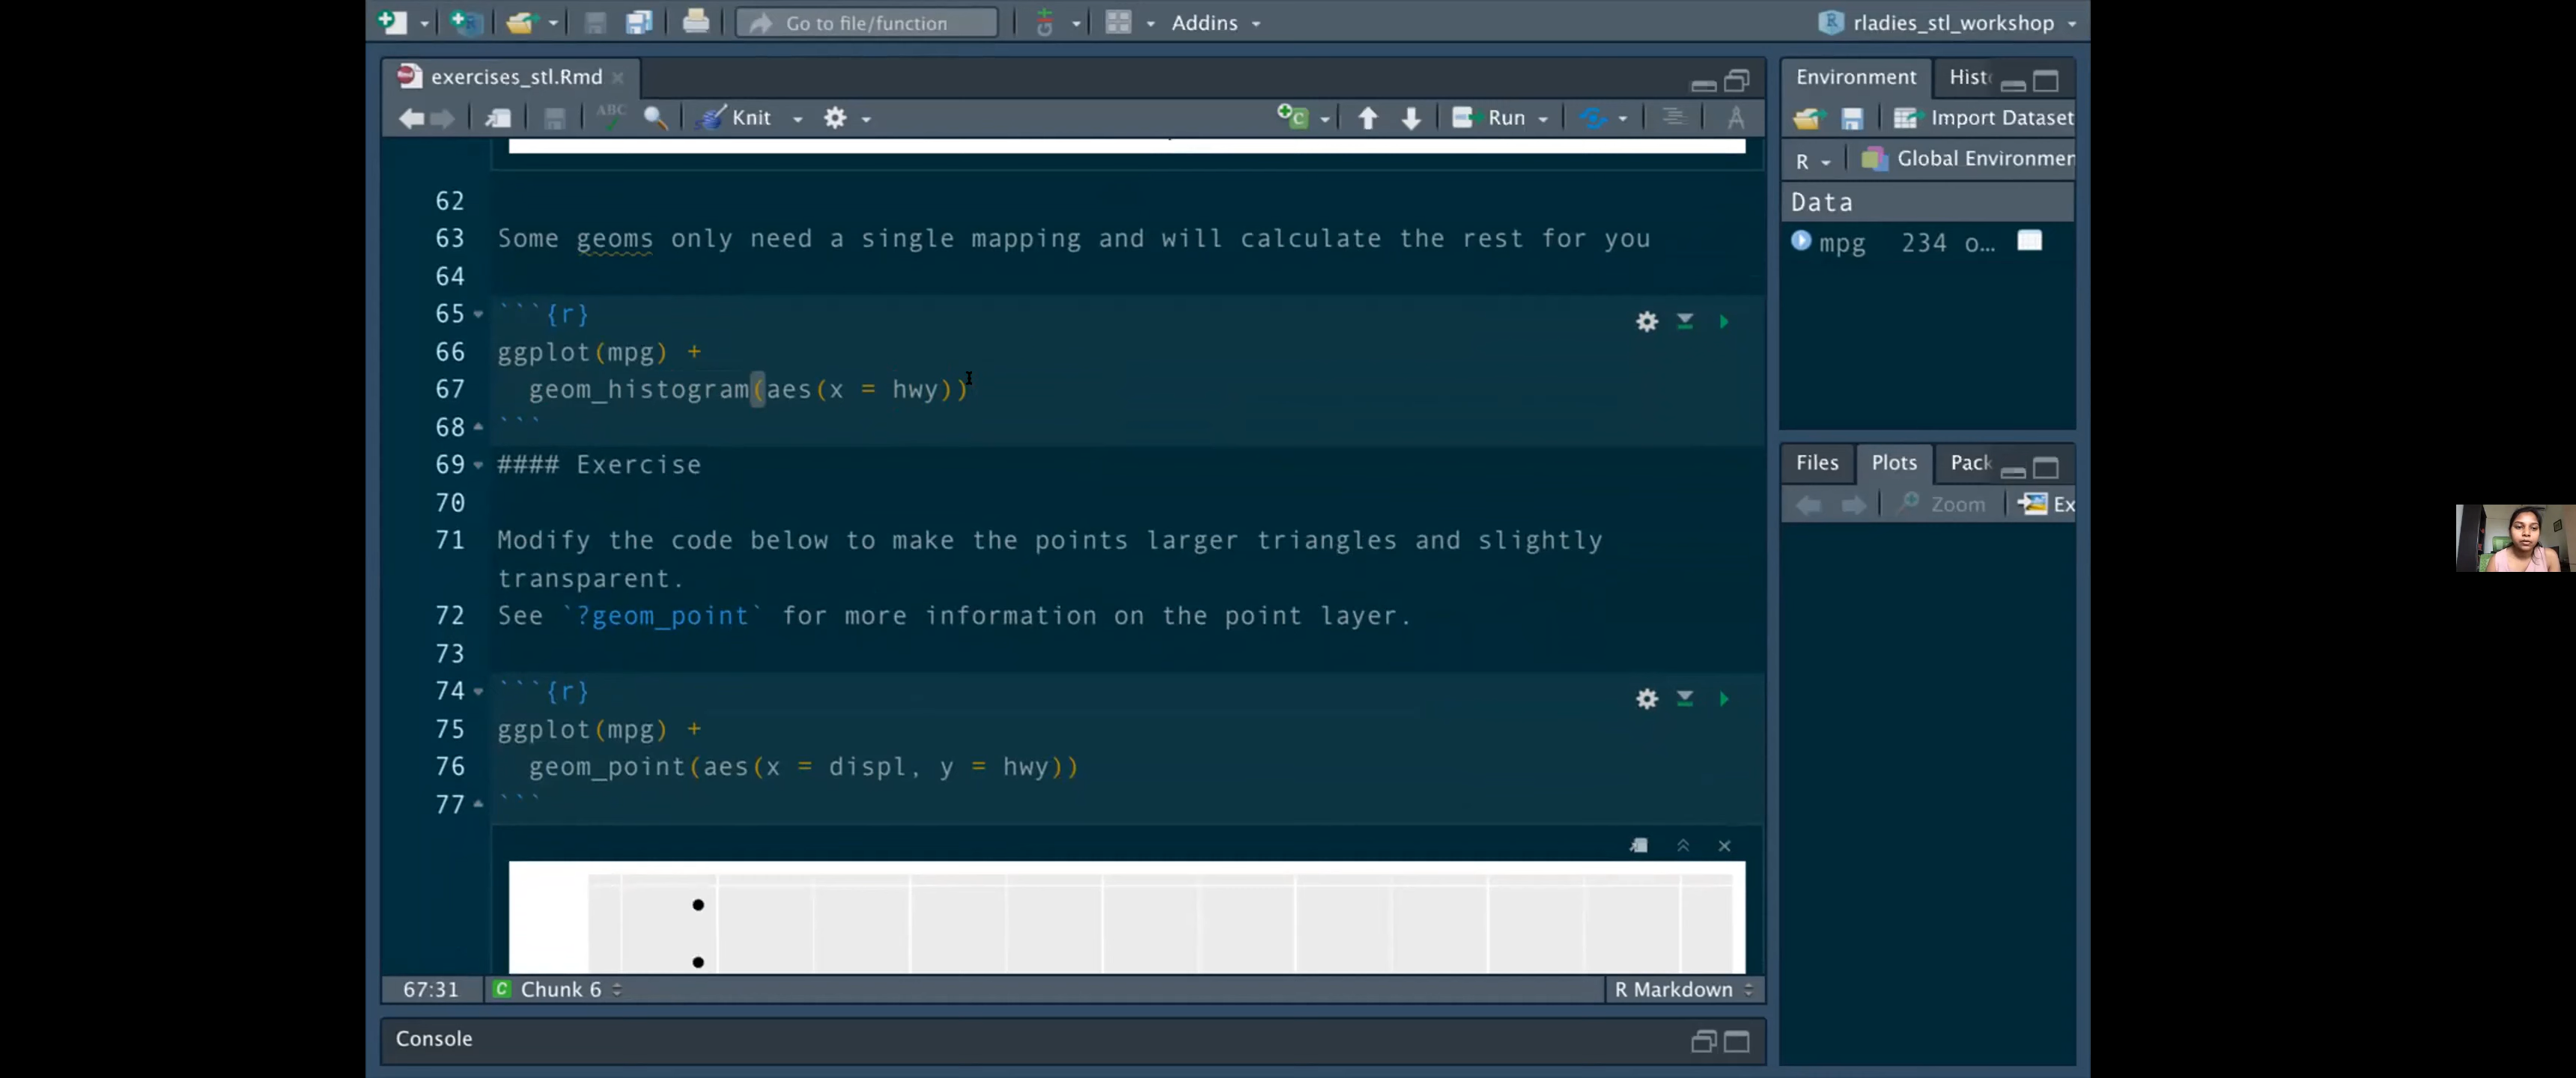 Go to file/function
Addins
rladies_stl_workshop
exercises_stl.Rmd
Environment
Hist
ABC
Knit
Run
Import Dataset
R
Global Environmen
Data
mpg 234 o...
62
63 Some geoms only need a single mapping and will calculate the rest for you
64
65 ```{r}
66 ggplot(mpg) +
67 geom_histogram(aes(x = hwy))
68 ```
69 #### Exercise
70
71 Modify the code below to make the points larger triangles and slightly
transparent.
72 See `?geom_point` for more information on the point layer.
73
74 ```{r}
75 ggplot(mpg) +
76 geom_point(aes(x = displ, y = hwy))
77 ```
Files
Plots
Pack
Zoom
Ex
67:31
C Chunk 6
R Markdown
Console